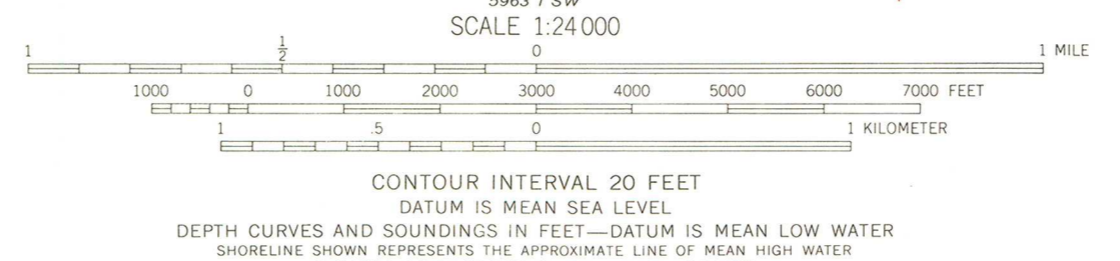 5963 I SW
SCALE 1:24 000
1 1/2 0 1 MILE
1000 0 1000 2000 3000 4000 5000 6000 7000 FEET
1 .5 0 1 KILOMETER
CONTOUR INTERVAL 20 FEET
DATUM IS MEAN SEA LEVEL
DEPTH CURVES AND SOUNDINGS IN FEET—DATUM IS MEAN LOW WATER
SHORELINE SHOWN REPRESENTS THE APPROXIMATE LINE OF MEAN HIGH WATER